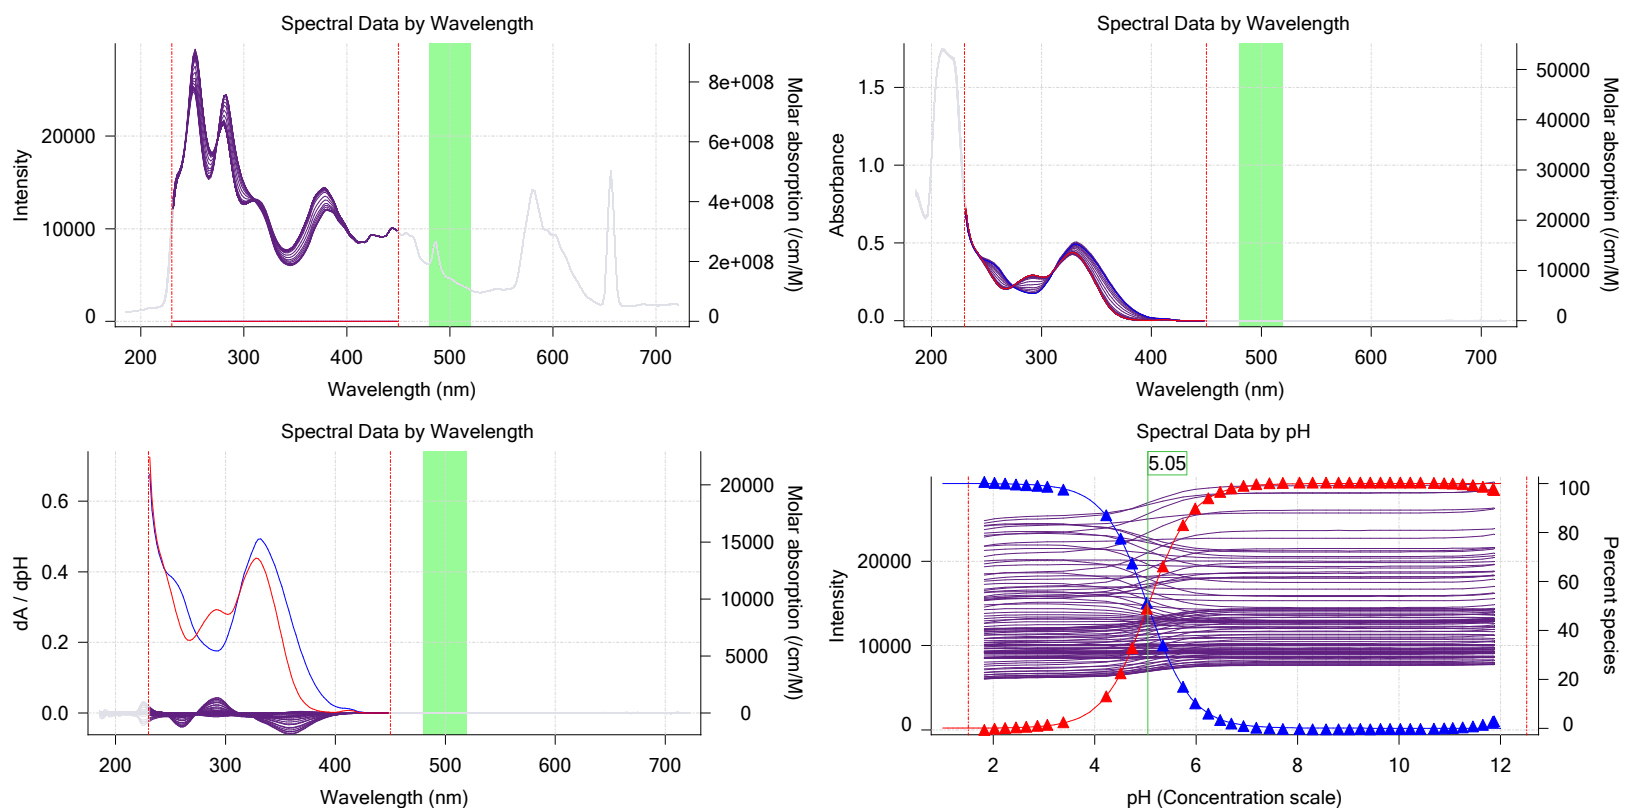 Spectral Data by Wavelength
Intensity
20000
10000
0
8e+008
6e+008
4e+008
2e+008
0
Molar absorption (/cm/M)
200 300 400 500 600 700
Wavelength (nm)
Spectral Data by Wavelength
Absorbance
1.5
1.0
0.5
0.0
50000
40000
30000
20000
10000
0
Molar absorption (/cm/M)
200 300 400 500 600 700
Wavelength (nm)
Spectral Data by Wavelength
dA / dpH
0.6
0.4
0.2
0.0
20000
15000
10000
5000
0
Molar absorption (/cm/M)
200 300 400 500 600 700
Wavelength (nm)
Spectral Data by pH
5.05
Intensity
20000
10000
0
100
80
60
40
20
0
Percent species
2 4 6 8 10 12
pH (Concentration scale)